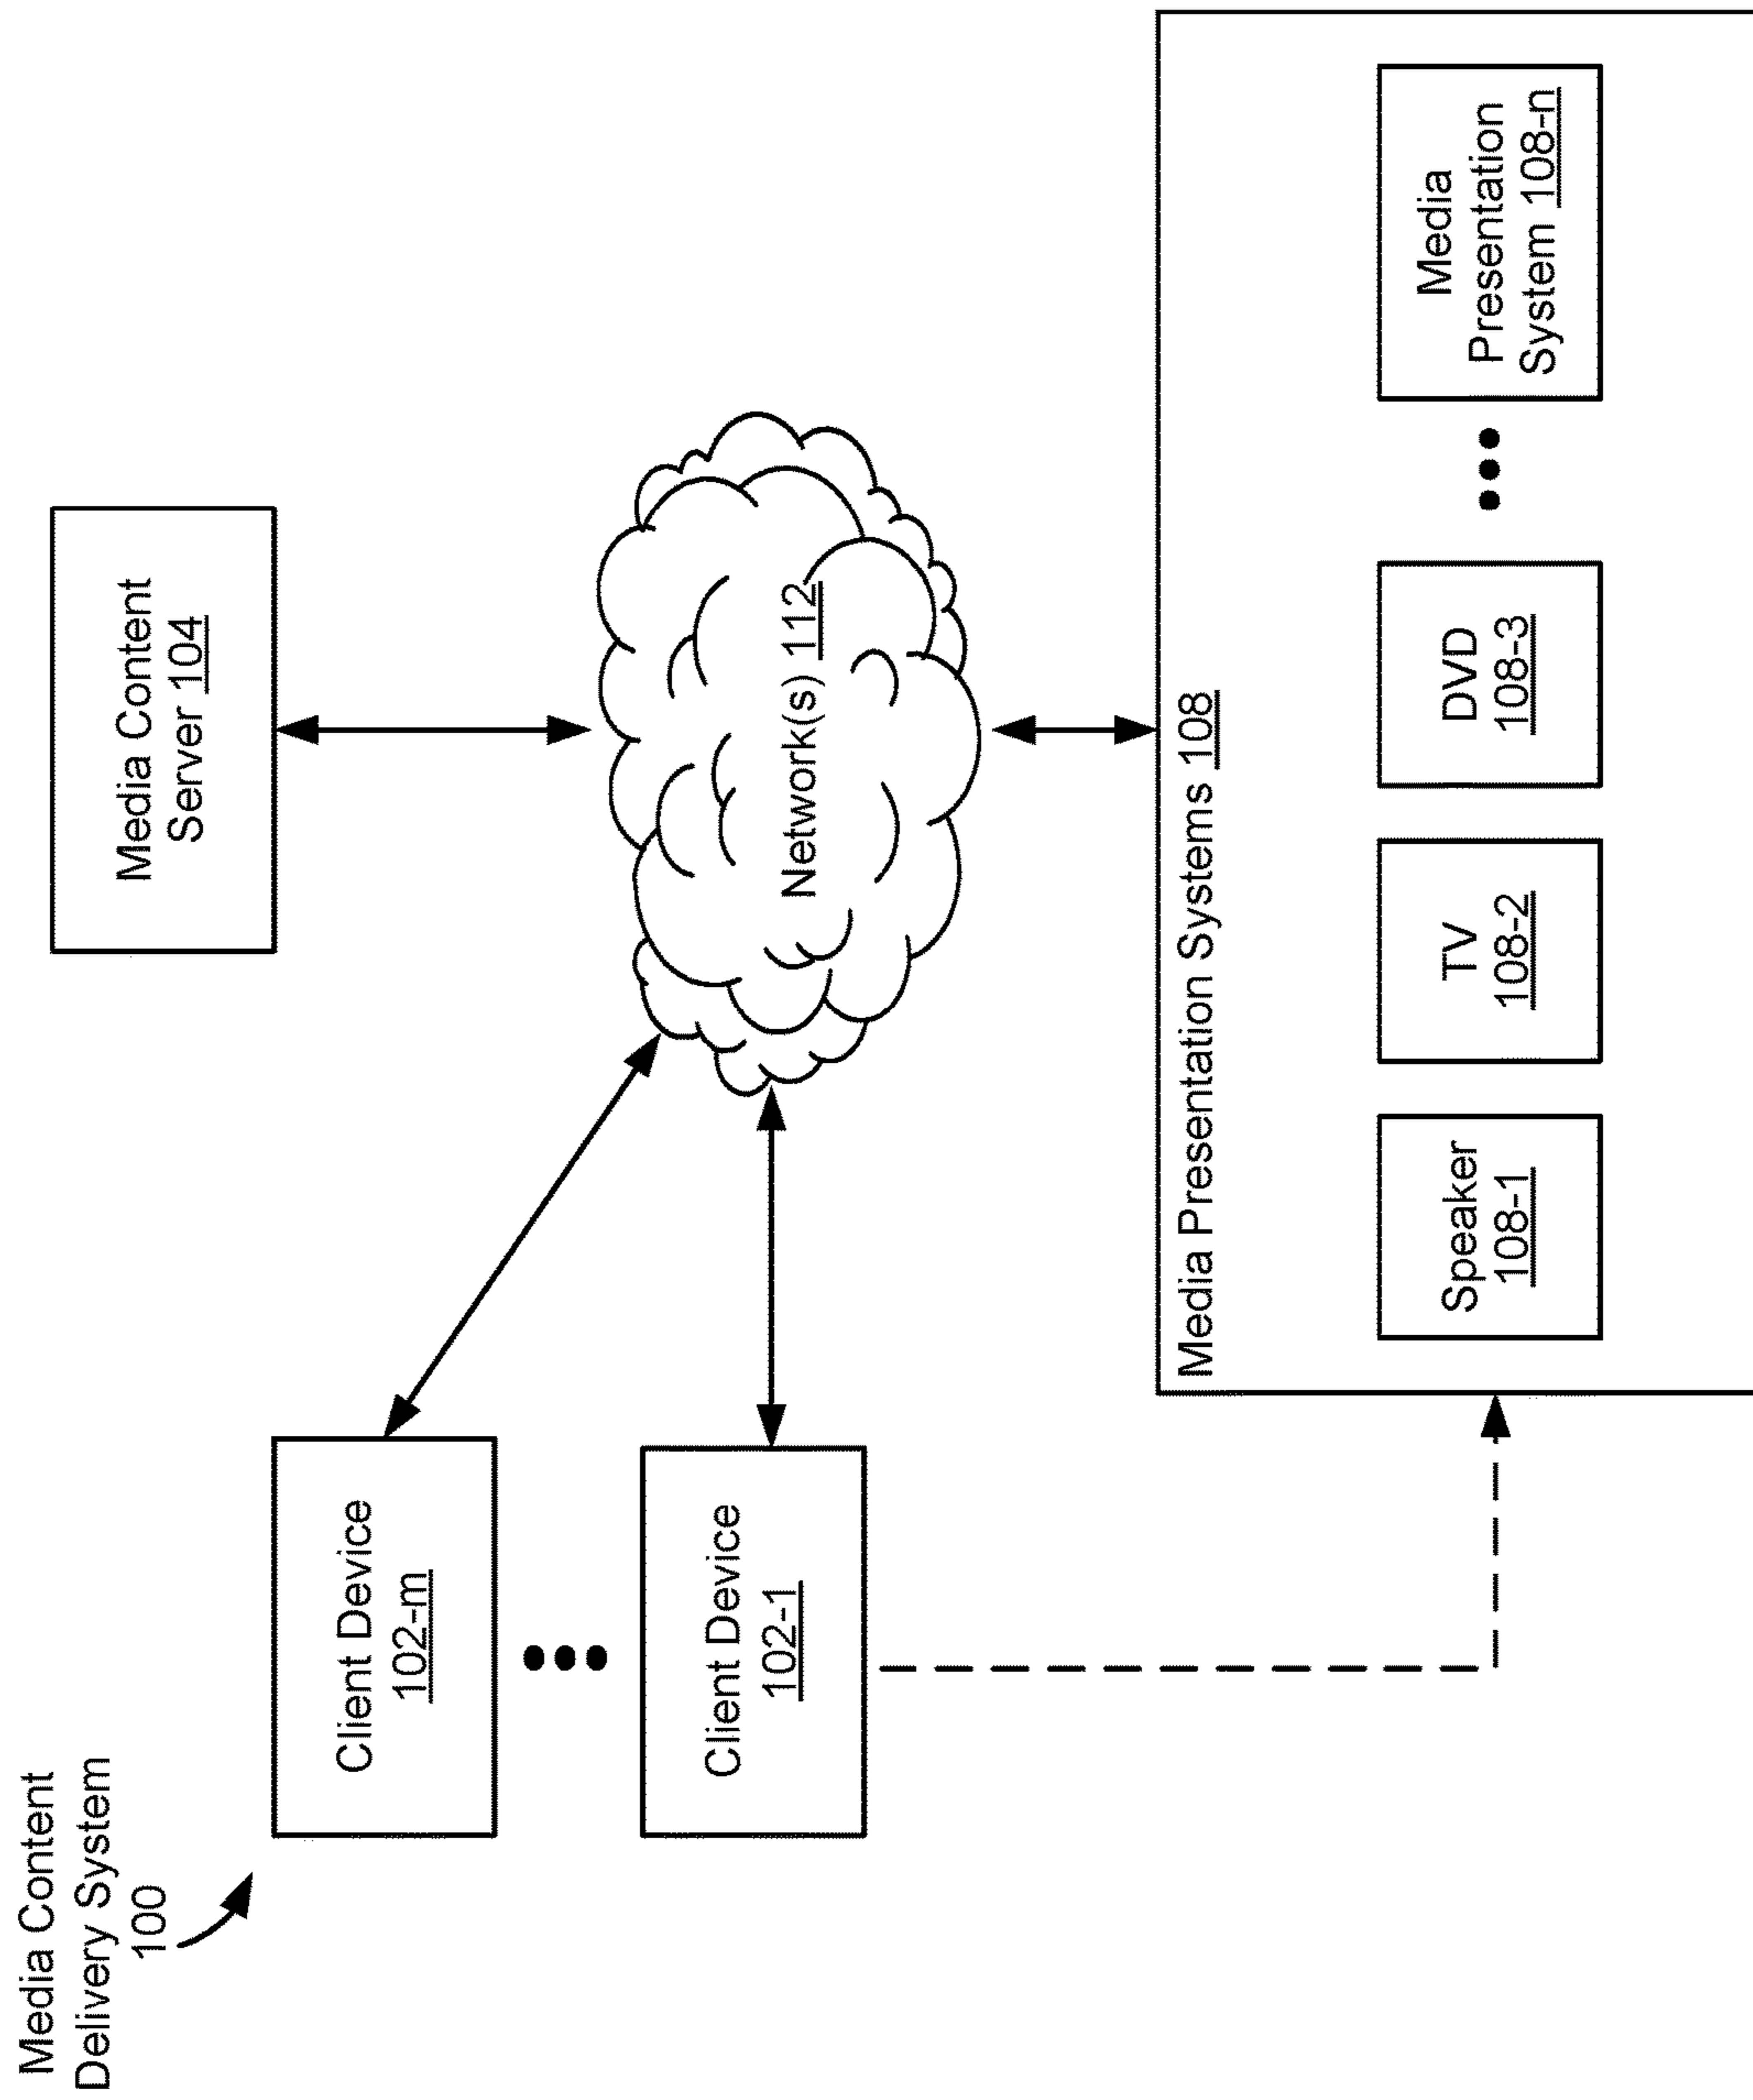 Media Content
Delivery System
100
Media Content
Server 104
Client Device
102-m
Client Device
102-1
Network(s) 112
Media Presentation Systems 108
Speaker
108-1
TV
108-2
DVD
108-3
Media
Presentation
System 108-n